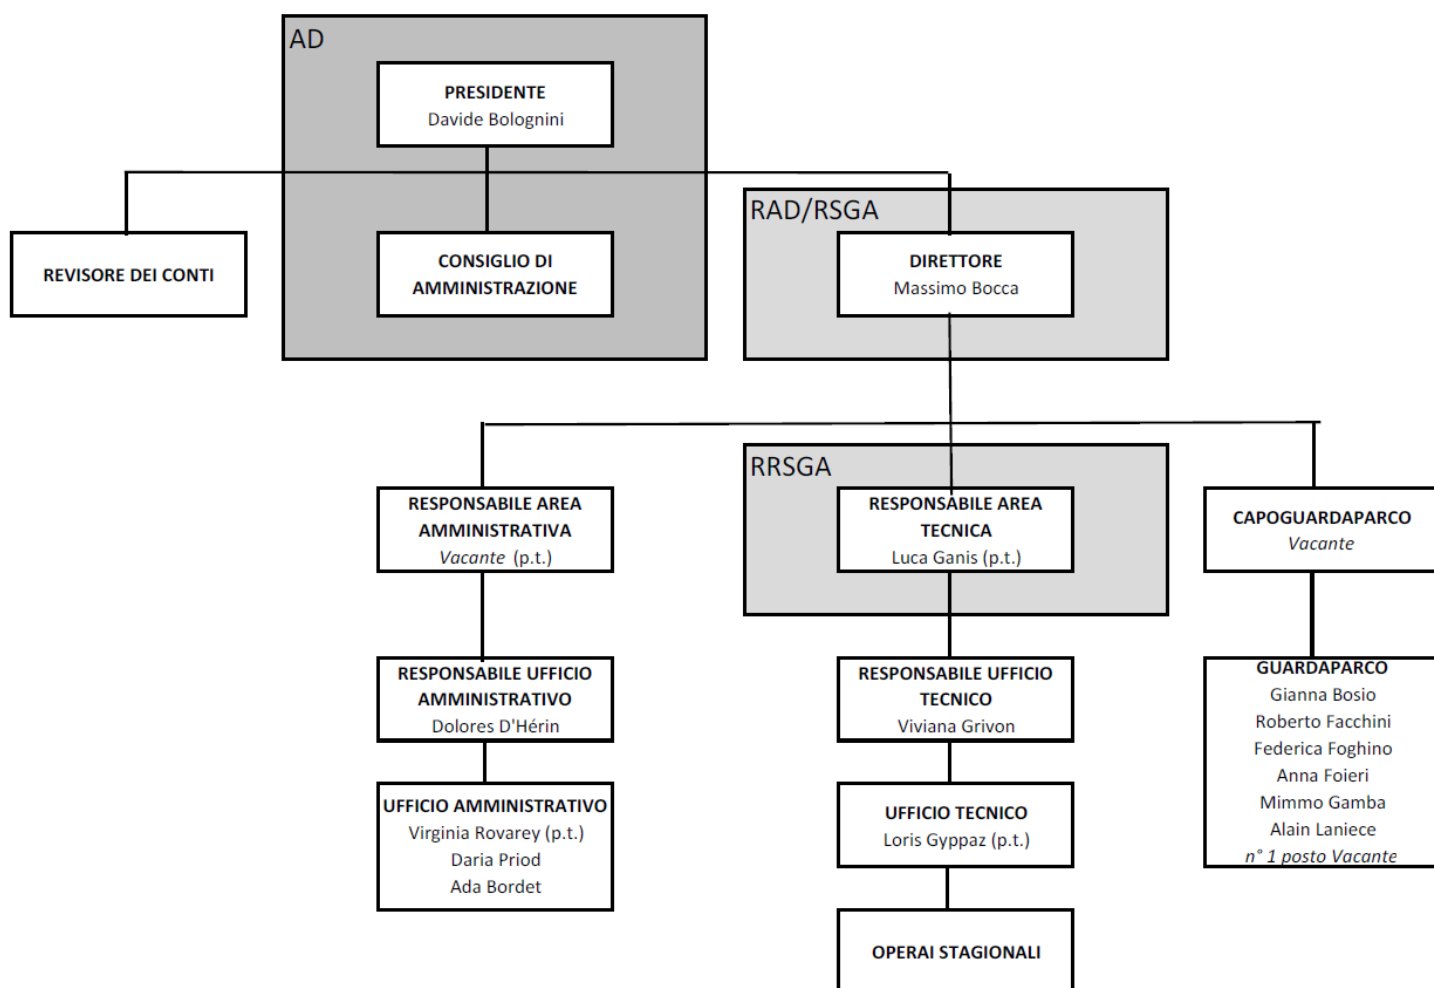 AD
PRESIDENTE
Davide Bolognini
RAD/RSGA
REVISORE DEI CONTI
CONSIGLIO DI
AMMINISTRAZIONE
DIRETTORE
Massimo Bocca
RRSGA
RESPONSABILE AREA
AMMINISTRATIVA
Vacante (p.t.)
RESPONSABILE AREA
TECNICA
Luca Ganis (p.t.)
CAPOGUARDAPARCO
Vacante
RESPONSABILE UFFICIO
AMMINISTRATIVO
Dolores D'Hérin
RESPONSABILE UFFICIO
TECNICO
Viviana Grivon
GUARDAPARCO
Gianna Bosio
Roberto Facchini
Federica Foghino
Anna Foieri
Mimmo Gamba
Alain Laniece
n° 1 posto Vacante
UFFICIO AMMINISTRATIVO
Virginia Rovarey (p.t.)
Daria Priod
Ada Bordet
UFFICIO TECNICO
Loris Gyppaz (p.t.)
OPERAI STAGIONALI